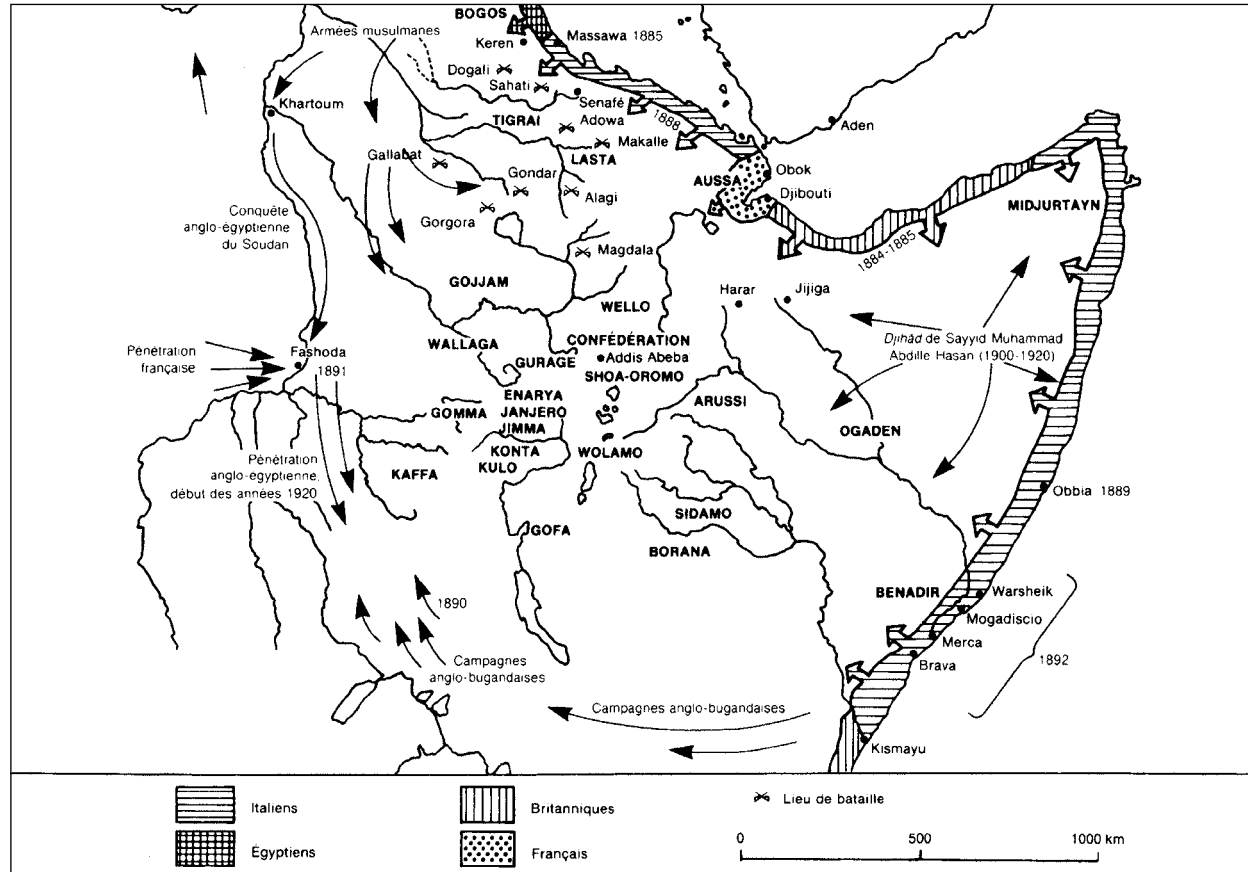 BOGOS
Armées musulmanes
Keren
Massawa 1885
Dogali
Sahati
Khartoum
Senafé
TIGRAI
Adowa
1888
Aden
Makalle
LASTA
Gallabat
Obok
AUSSA
Gondar
Alagi
Djibouti
MIDJURTAYN
Conquête
anglo-égyptienne
du Soudan
Gorgora
1884-1885
Magdala
GOJJAM
Harar
Jijiga
WELLO
Djihâd de Sayyid Muhammad
Abdille Hasan (1900-1920)
WALLAGA
CONFÉDÉRATION
Pénétration
française
Fashoda
1891
GURAGE
Addis Abeba
SHOA-OROMO
ENARYA
JANJERO
JIMMA
GOMMA
ARUSSI
OGADEN
KONTA
KULO
WOLAMO
Pénétration
anglo-égyptienne,
début des années 1920
KAFFA
Obbia 1889
SIDAMO
GOFA
BORANA
BENADIR
Warsheik
1890
Mogadiscio
Merca
Campagnes
anglo-bugandaises
Brava
1892
Campagnes anglo-bugandaises
Kismayu
Italiens
Britanniques
Lieu de bataille
Égyptiens
Français
0
500
1000 km